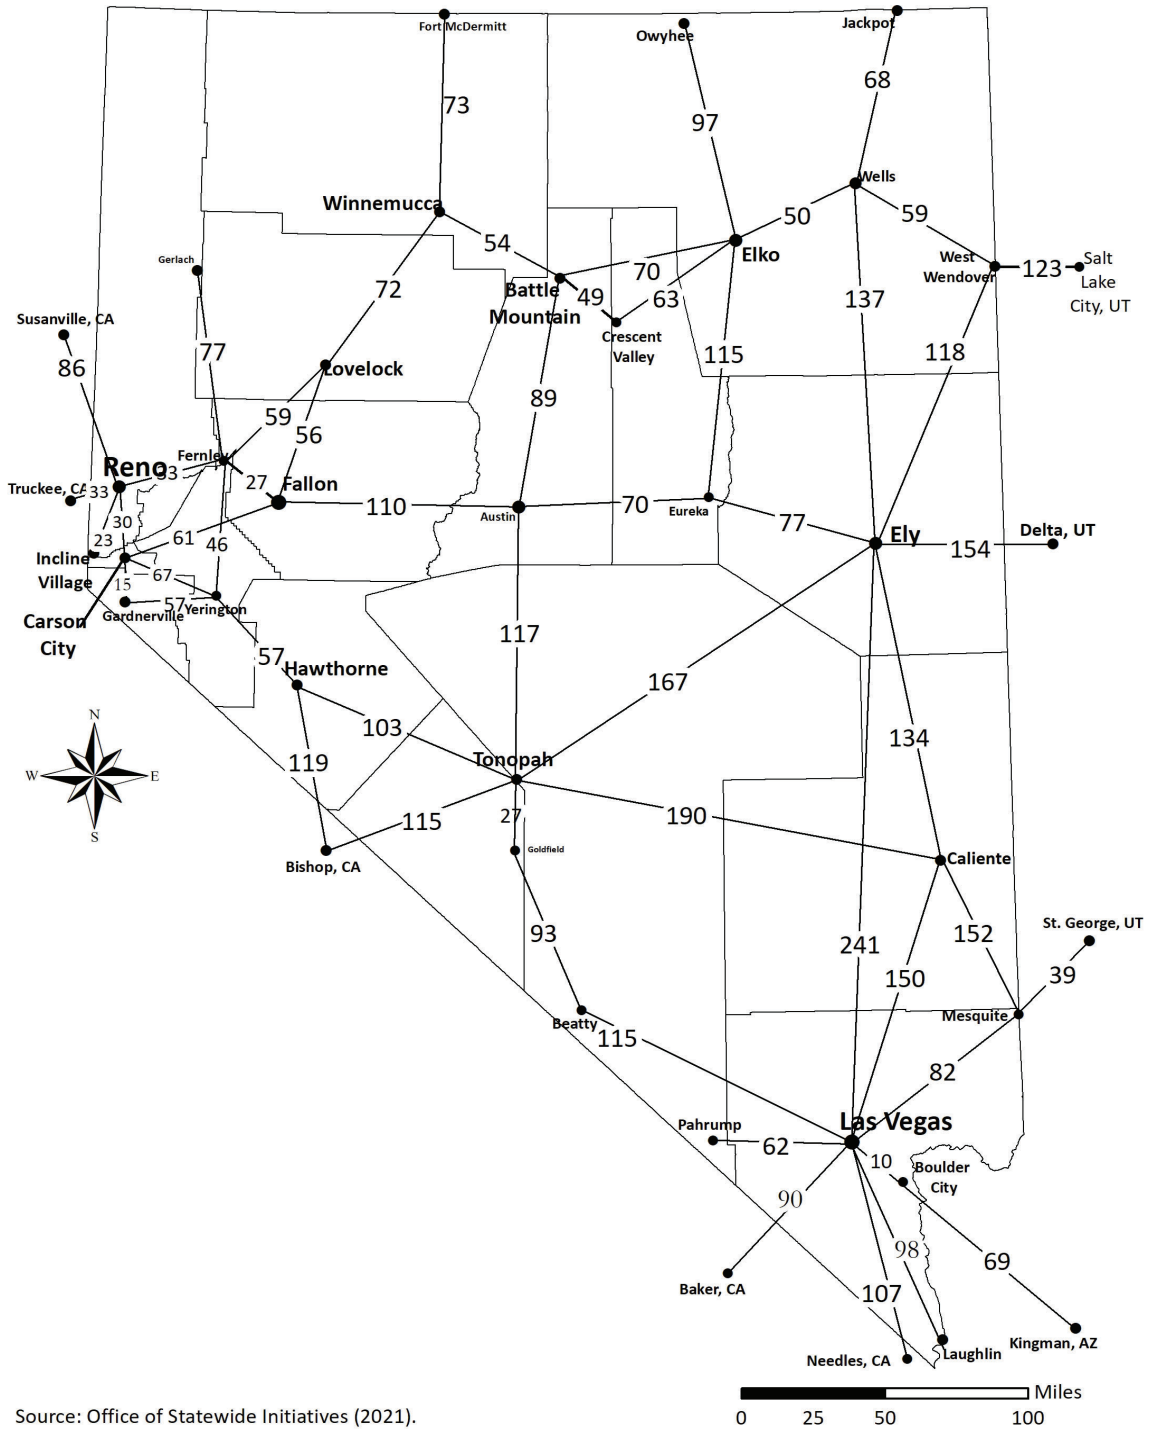 Fort McDermitt
Owyhee
Jackpot
73
97
68
Winnemucca
Wells
54
50
59
Elko
West
Wendover
123
Salt
Lake
City, UT
Gerlach
72
70
Battle
Mountain
49
63
137
Susanville, CA
Crescent
Valley
77
86
Lovelock
115
118
89
59
56
Fernley
Reno
33
27
Fallon
Truckee, CA
33
110
Austin
70
Eureka
77
30
23
61
46
Ely
154
Delta, UT
Incline
Village
67
15
57
Gardnerville
Yerington
Carson
City
117
57
Hawthorne
167
103
134
N
W
E
S
119
Tonopah
27
190
115
Goldfield
Caliente
Bishop, CA
93
241
152
St. George, UT
150
39
Beatty
115
Mesquite
82
Las Vegas
Pahrump
62
10
Boulder
City
90
98
69
Baker, CA
107
Kingman, AZ
Needles, CA
Laughlin
Miles
0 25 50 100
Source: Office of Statewide Initiatives (2021).